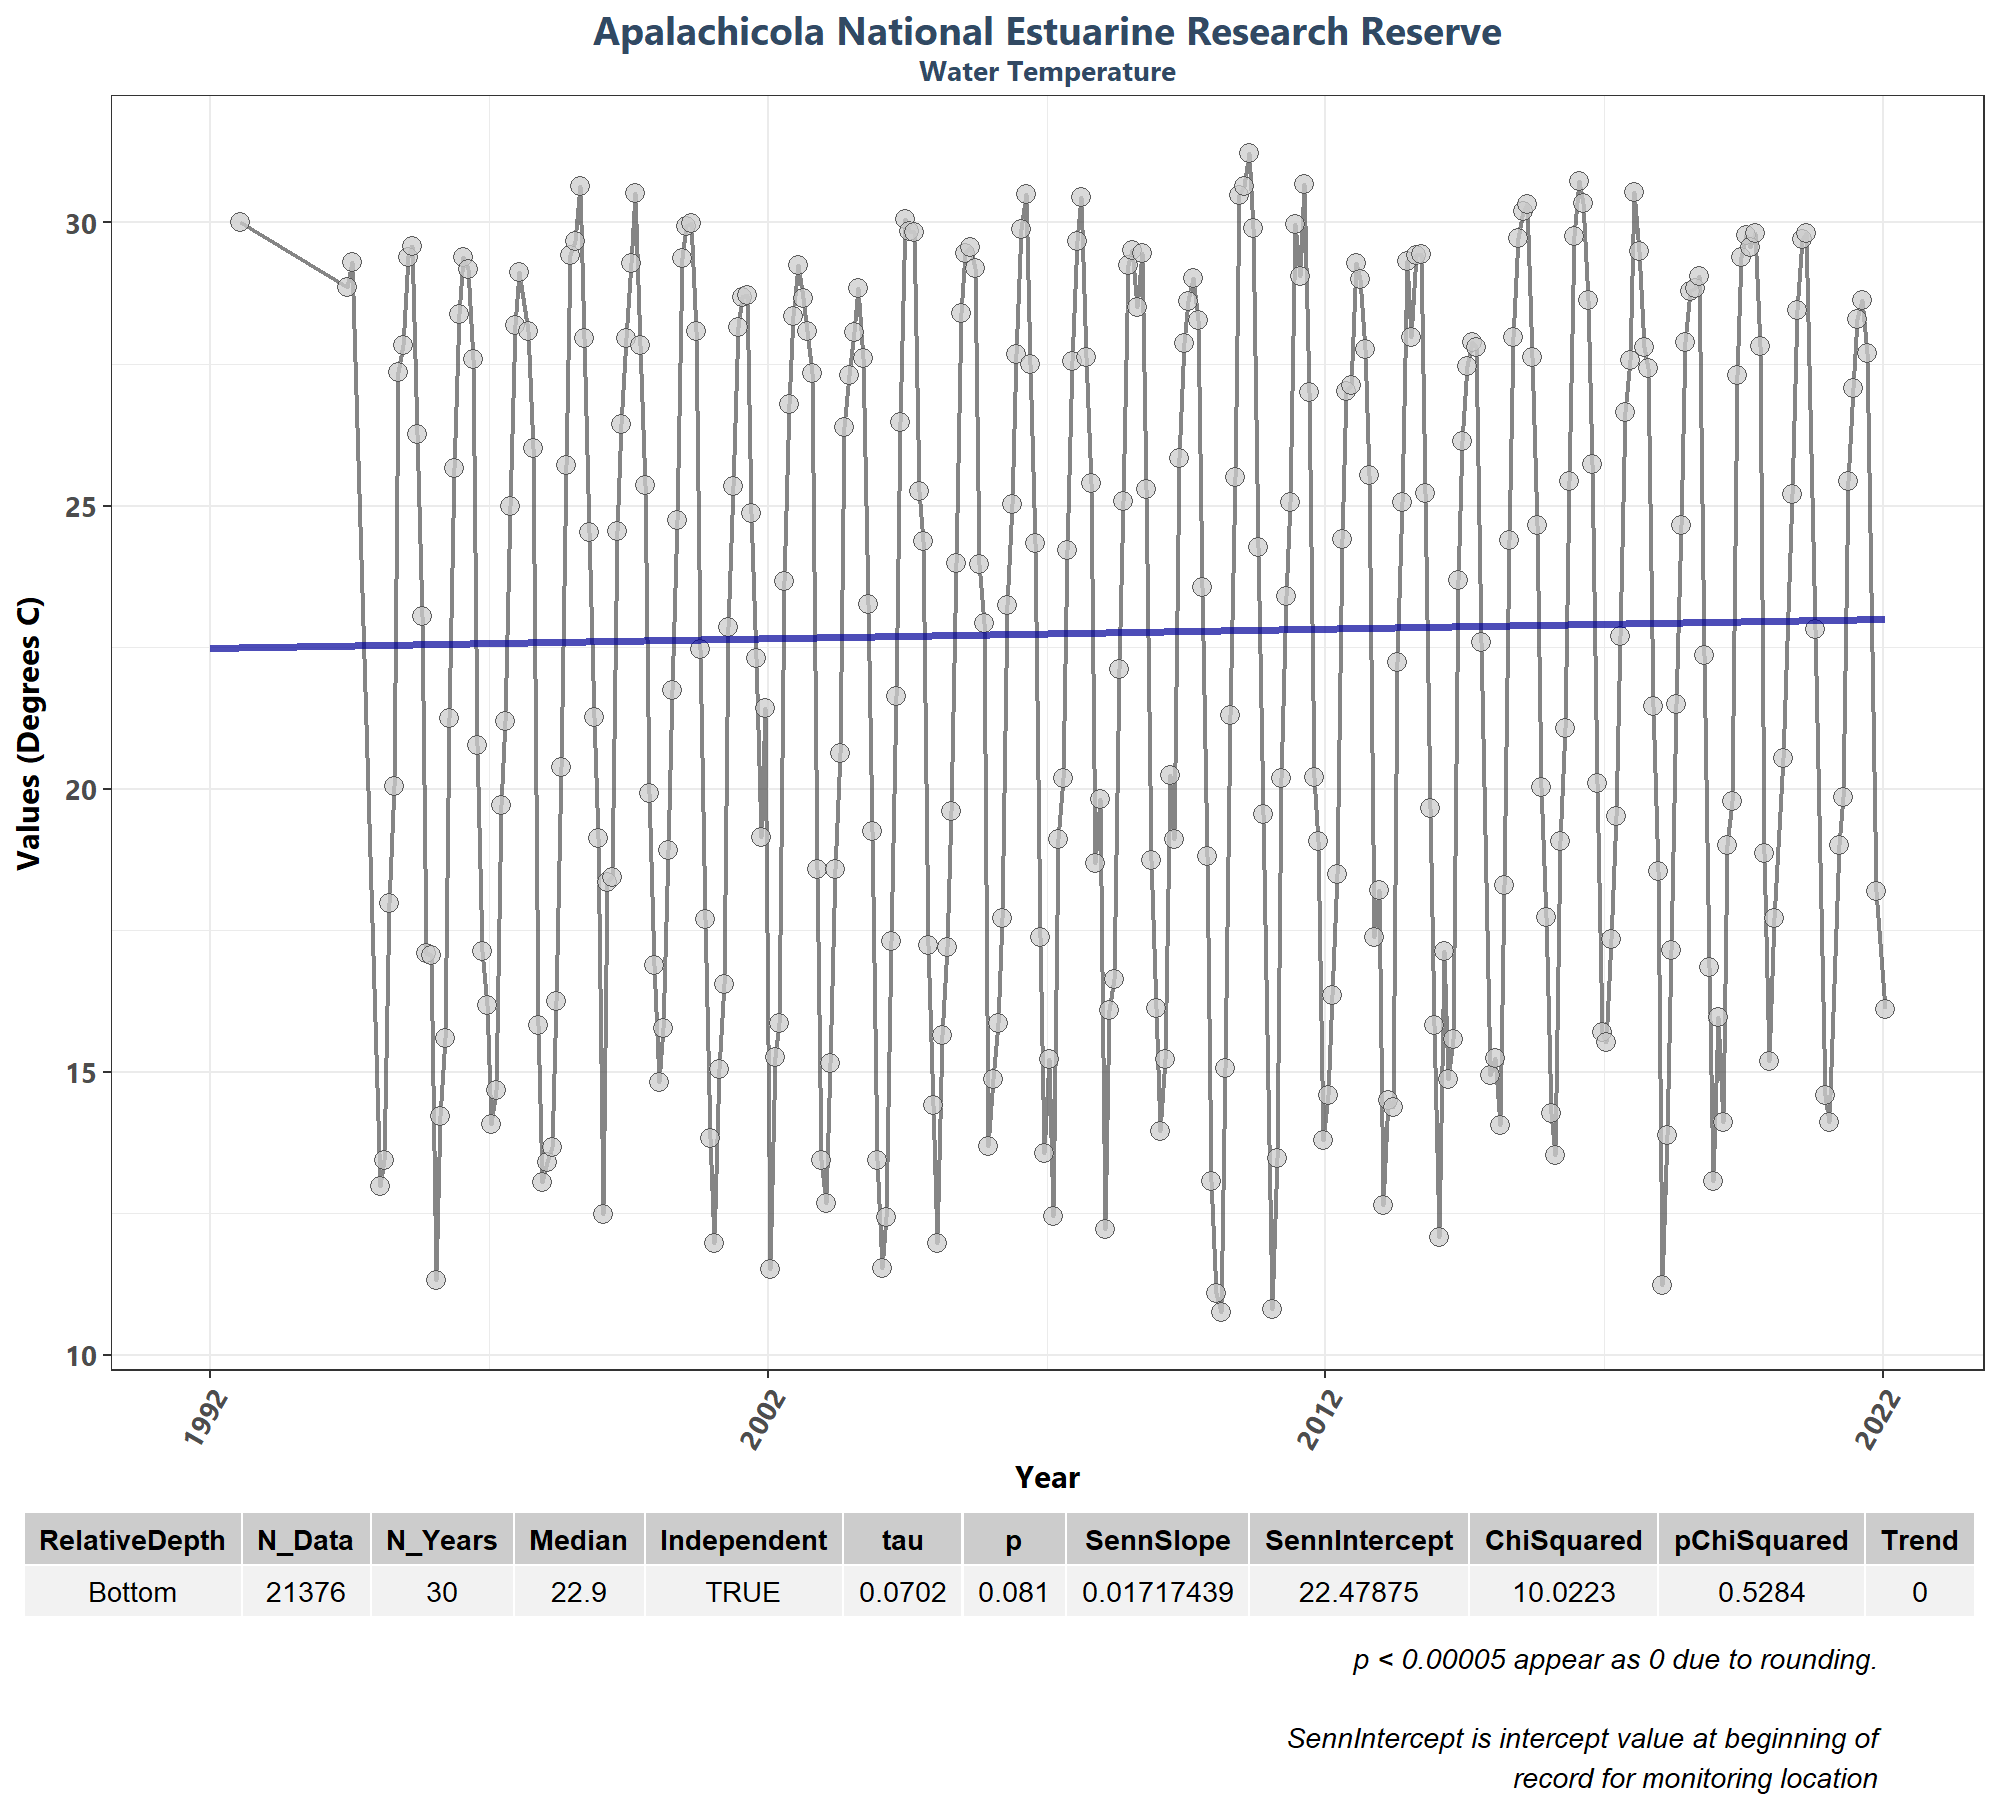 Apalachicola National Estuarine Research Reserve
Water Temperature
Values (Degrees C)
30
25
20
15
10
1992
2002
2012
2022
Year
RelativeDepth N_Data N_Years Median Independent tau p SennSlope SennIntercept ChiSquared pChiSquared Trend
Bottom 21376 30 22.9 TRUE 0.0702 0.081 0.01717439 22.47875 10.0223 0.5284 0
p < 0.00005 appear as 0 due to rounding.
SennIntercept is intercept value at beginning of
record for monitoring location